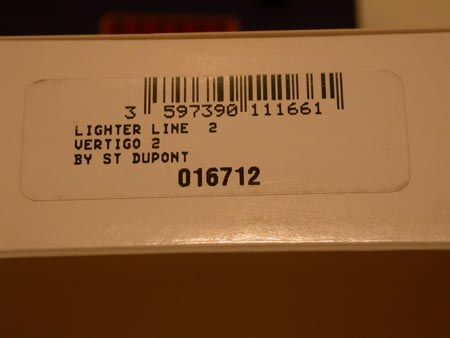 3 597390 111661
LIGHTER LINE 2
VERTIGO 2
BY ST DUPONT
016712